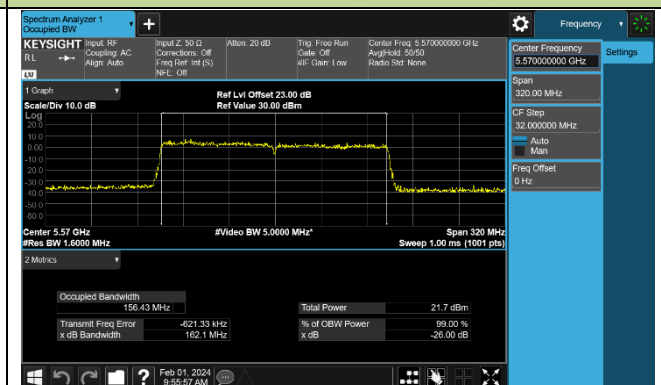 Spectrum Analyzer 1
Occupied BW
+
Frequency
KEYSIGHT
RL
LXI
Input: RF
Coupling: AC
Align: Auto
Input Z: 50 Ω
Corrections: Off
Freq Ref: Int (S)
NFE: Off
Atten: 20 dB
Trig: Free Run
Gate: Off
#IF Gain: Low
Center Freq: 5.570000000 GHz
Avg|Hold: 50/50
Radio Std: None
Center Frequency
5.570000000 GHz
Settings
Span
320.00 MHz
CF Step
32.000000 MHz
Auto
Man
Freq Offset
0 Hz
1 Graph
Scale/Div 10.0 dB
Ref Lvl Offset 23.00 dB
Ref Value 30.00 dBm
Log
20.0
10.0
0.00
-10.0
-20.0
-30.0
-40.0
-50.0
-60.0
Center 5.57 GHz
#Res BW 1.6000 MHz
#Video BW 5.0000 MHz*
Span 320 MHz
Sweep 1.00 ms (1001 pts)
2 Metrics
Occupied Bandwidth
156.43 MHz
Total Power
21.7 dBm
Transmit Freq Error
-621.33 kHz
% of OBW Power
99.00 %
x dB Bandwidth
162.1 MHz
x dB
-26.00 dB
?
Feb 01, 2024
9:55:57 AM